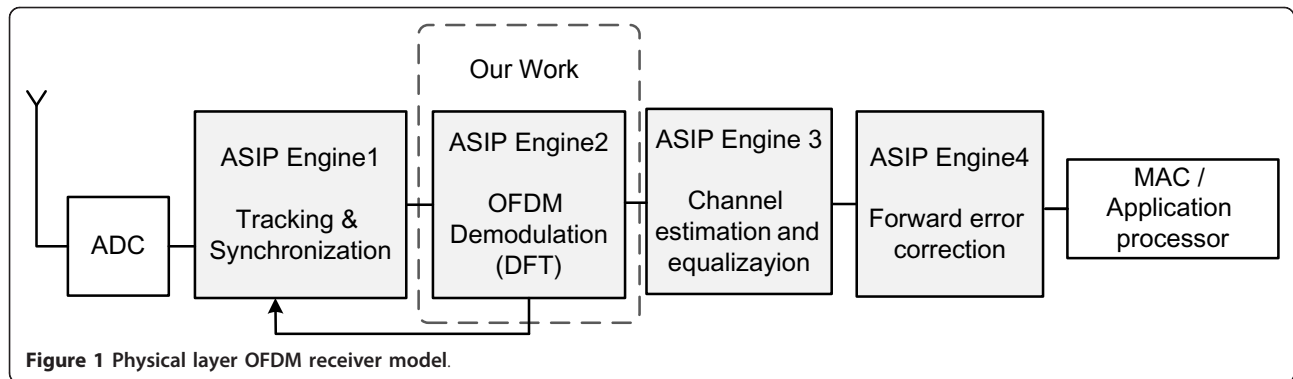 Our Work
ADC
ASIP Engine1
Tracking &
Synchronization
ASIP Engine2
OFDM
Demodulation
(DFT)
ASIP Engine 3
Channel
estimation and
equalizayion
ASIP Engine4
Forward error
correction
MAC /
Application
processor
Figure 1 Physical layer OFDM receiver model.